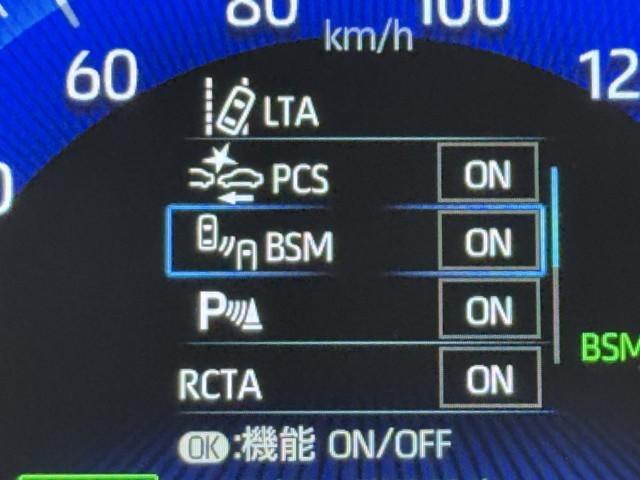 80 100
km/h
60
12
0
LTA
PCS ON
BSM ON
P ON
BSM
RCTA ON
OK:機能 ON/OFF